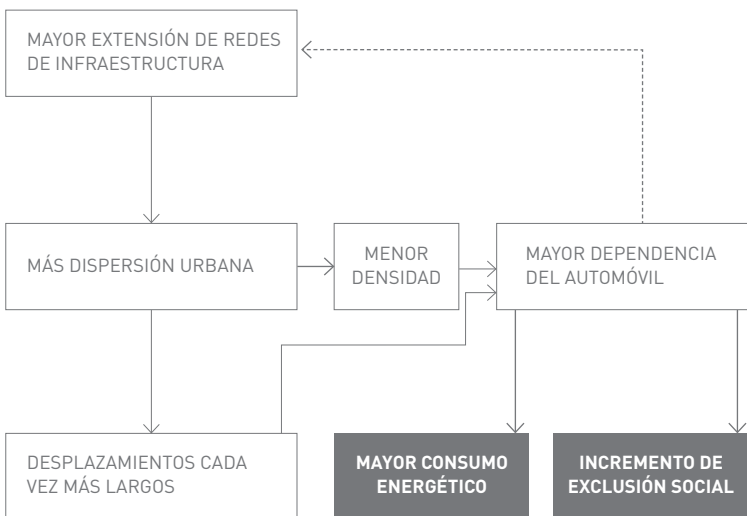 MAYOR EXTENSIÓN DE REDES
DE INFRAESTRUCTURA
MÁS DISPERSIÓN URBANA
MENOR
DENSIDAD
MAYOR DEPENDENCIA
DEL AUTOMÓVIL
DESPLAZAMIENTOS CADA
VEZ MÁS LARGOS
MAYOR CONSUMO
ENERGÉTICO
INCREMENTO DE
EXCLUSIÓN SOCIAL